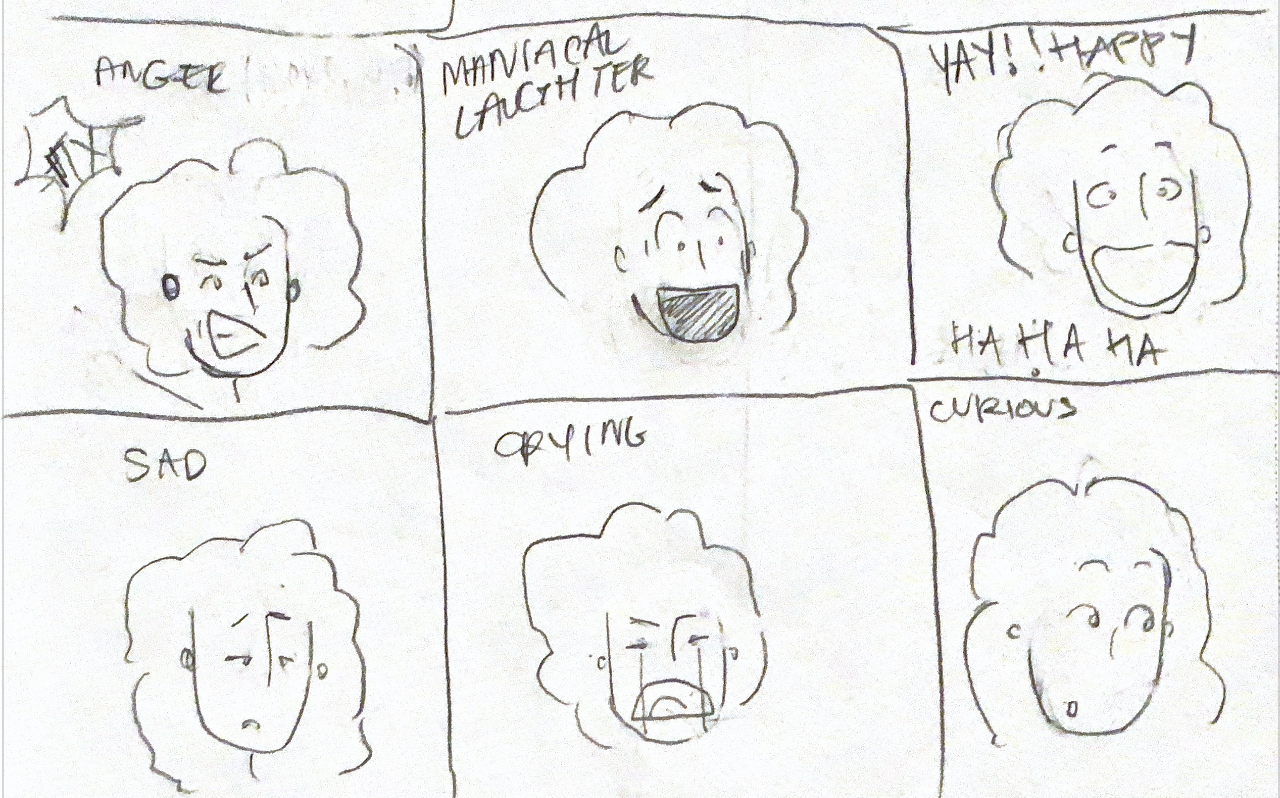 ANGER
MANIACAL
LAUGHTER
YAY!! HAPPY
HA HA HA
SAD
CRYING
CURIOUS